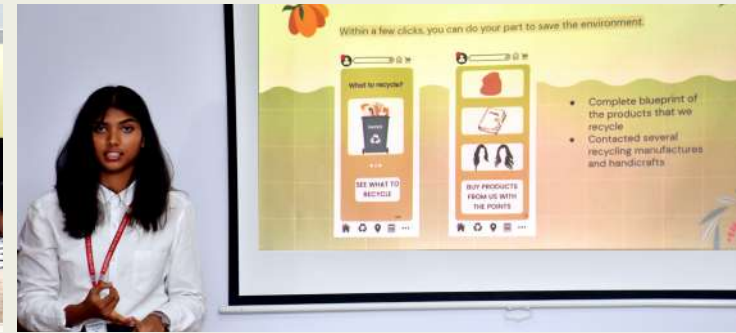 Within a few clicks, you can do your part to save the environment.
What to recycle?
SEE WHAT TO
RECYCLE
BUY PRODUCTS
FROM US WITH
THE POINTS
Complete blueprint of
the products that we
recycle
Contacted several
recycling manufactures
and handicrafts